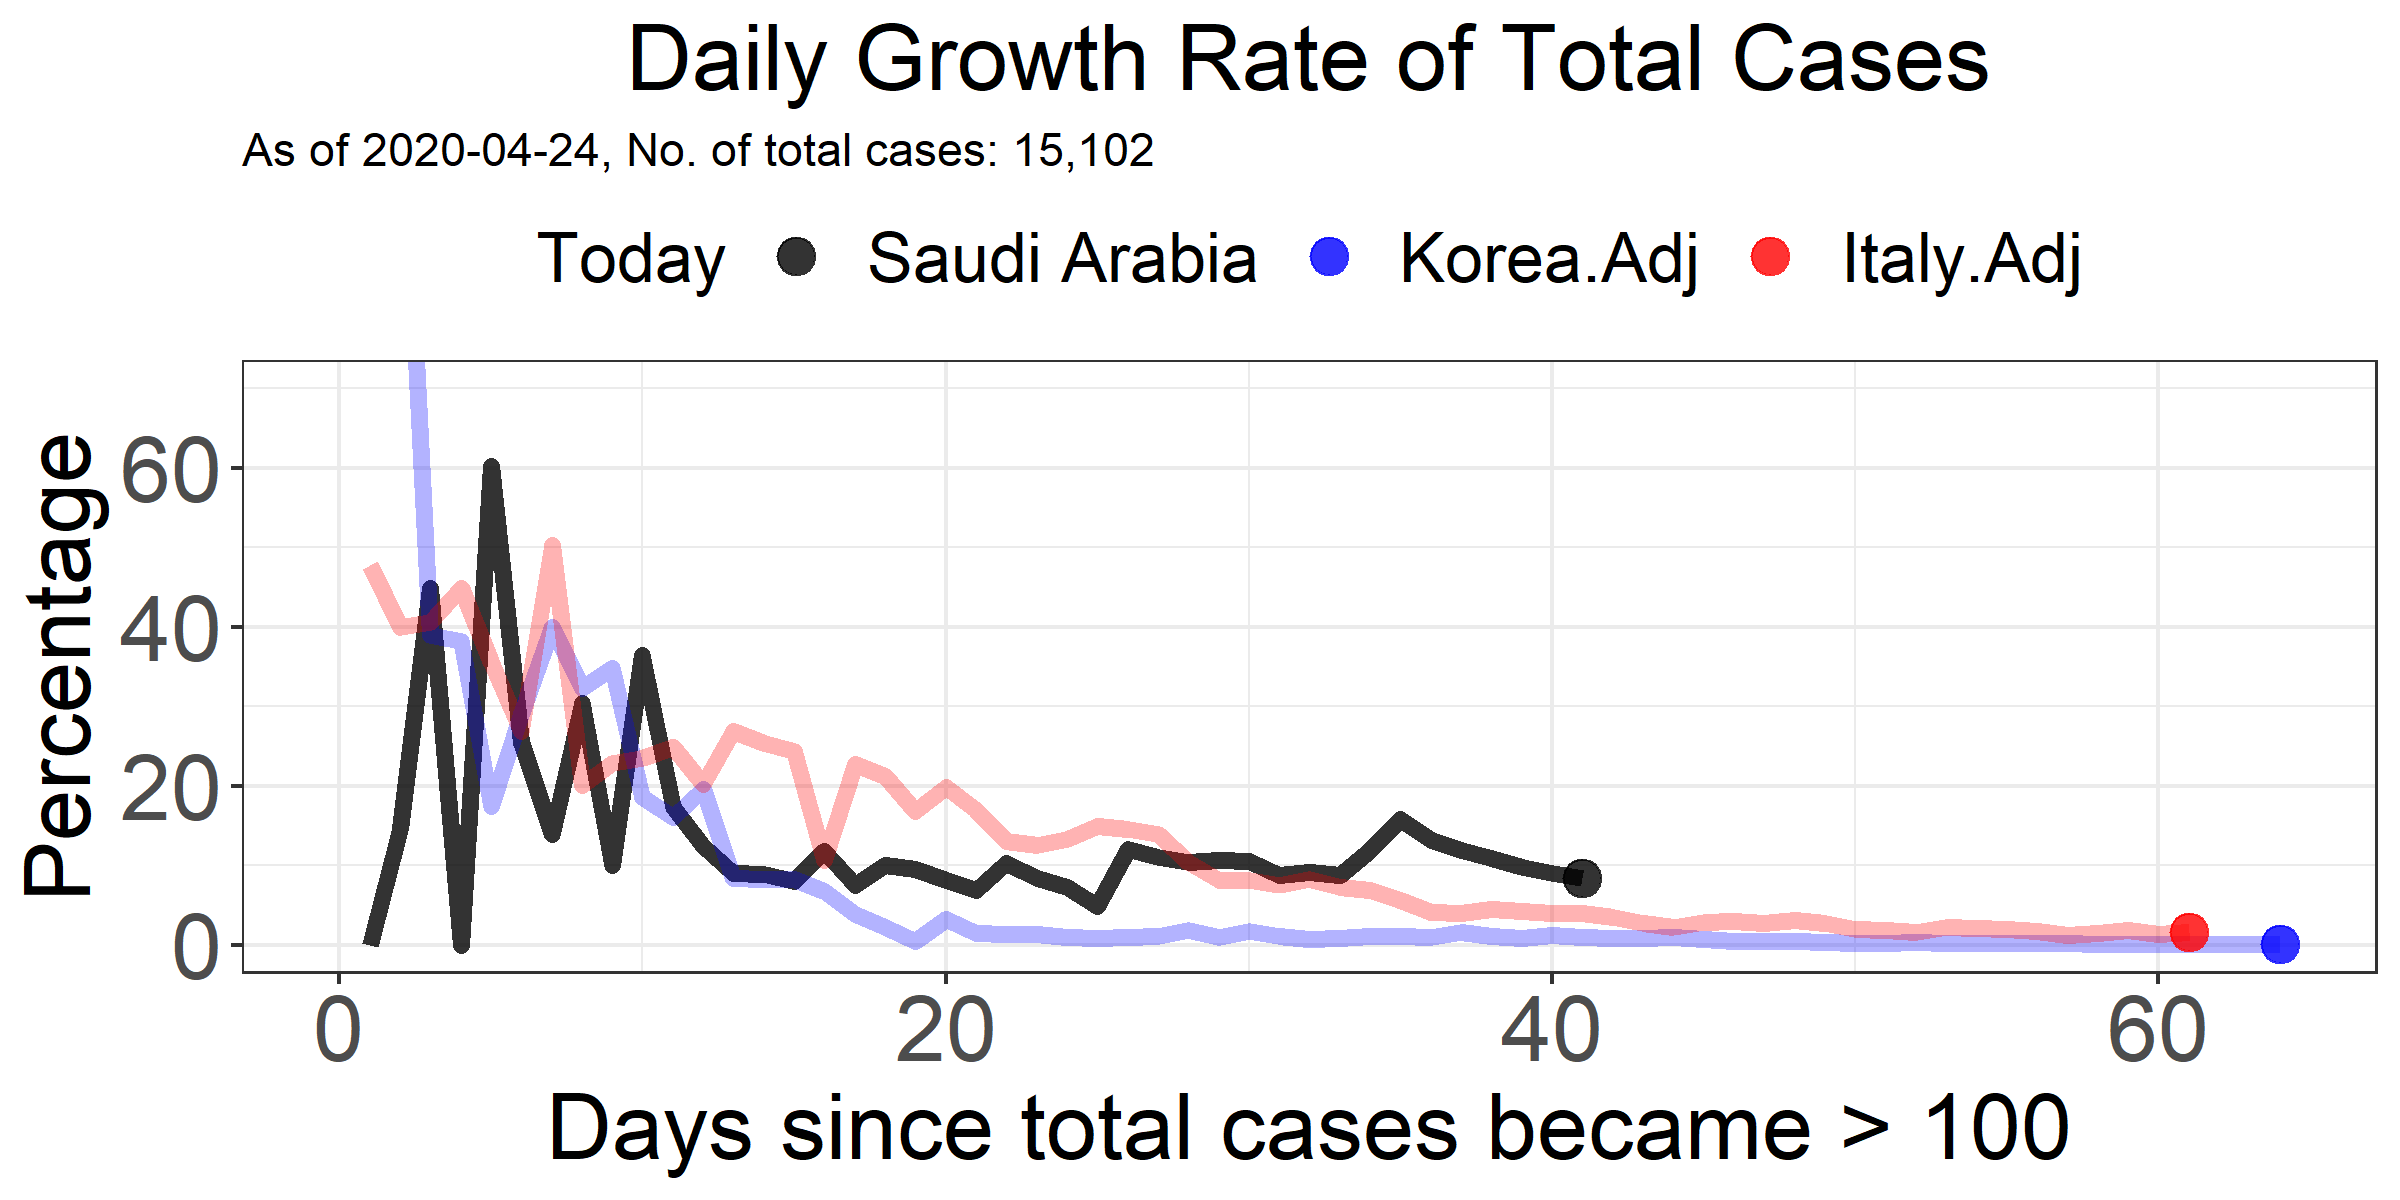 Daily Growth Rate of Total Cases
As of 2020-04-24, No. of total cases: 15,102
Today Saudi Arabia Korea.Adj Italy.Adj
Percentage
60
40
20
0
0 20 40 60
Days since total cases became > 100